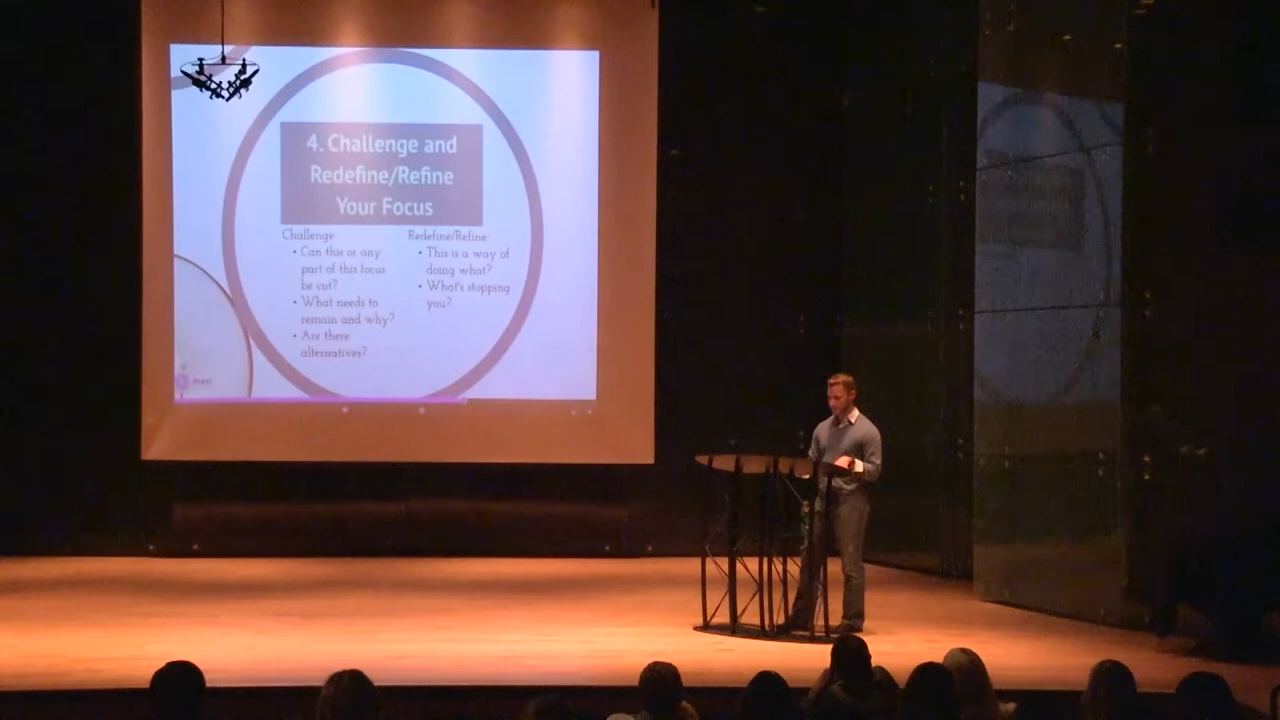 4. Challenge and
Redefine/Refine
Your Focus
Challenge:
• Can this or any
part of this focus
be cut?
• What needs to
remain and why?
• Are there
alternatives?
Redefine/Refine:
• This is a way of
doing what?
• What's stopping
you?
Prezi